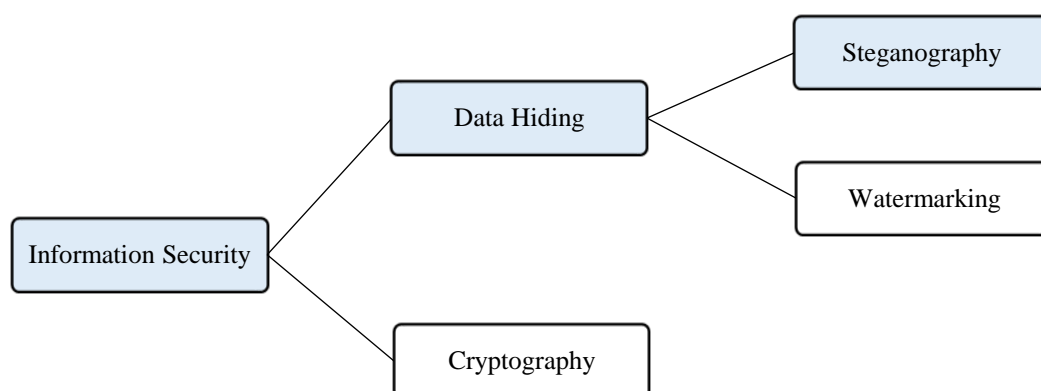 Steganography
Data Hiding
Watermarking
Information Security
Cryptography